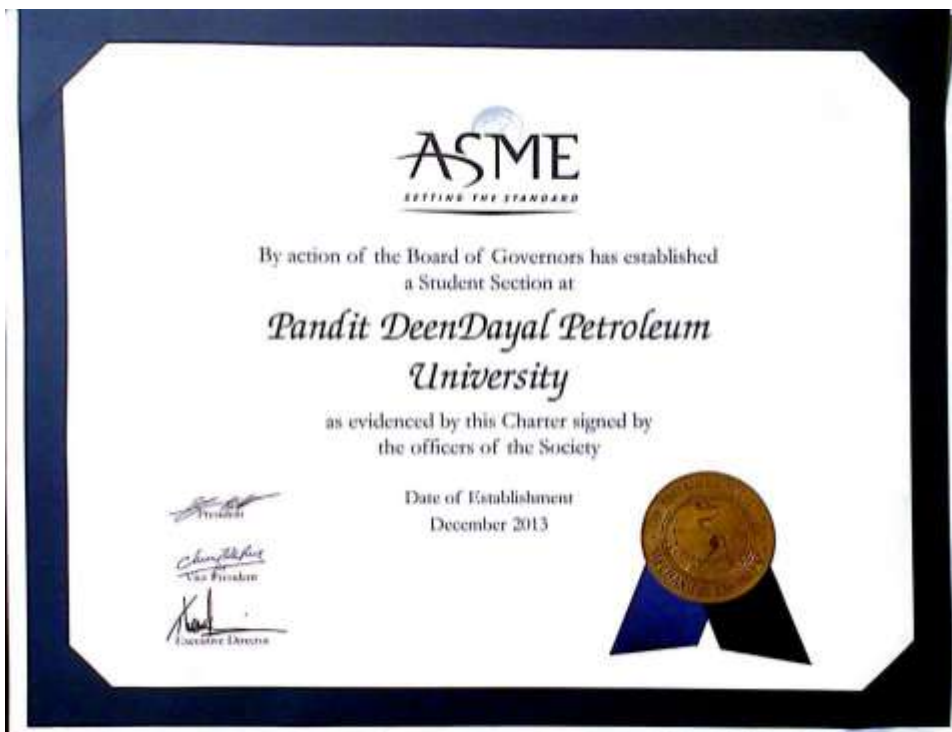 ASME
SETTING THE STANDARD
By action of the Board of Governors has established
a Student Section at
Pandit DeenDayal Petroleum
University
as evidenced by this Charter signed by
the officers of the Society
Date of Establishment
December 2013
President
Vice President
Executive Director